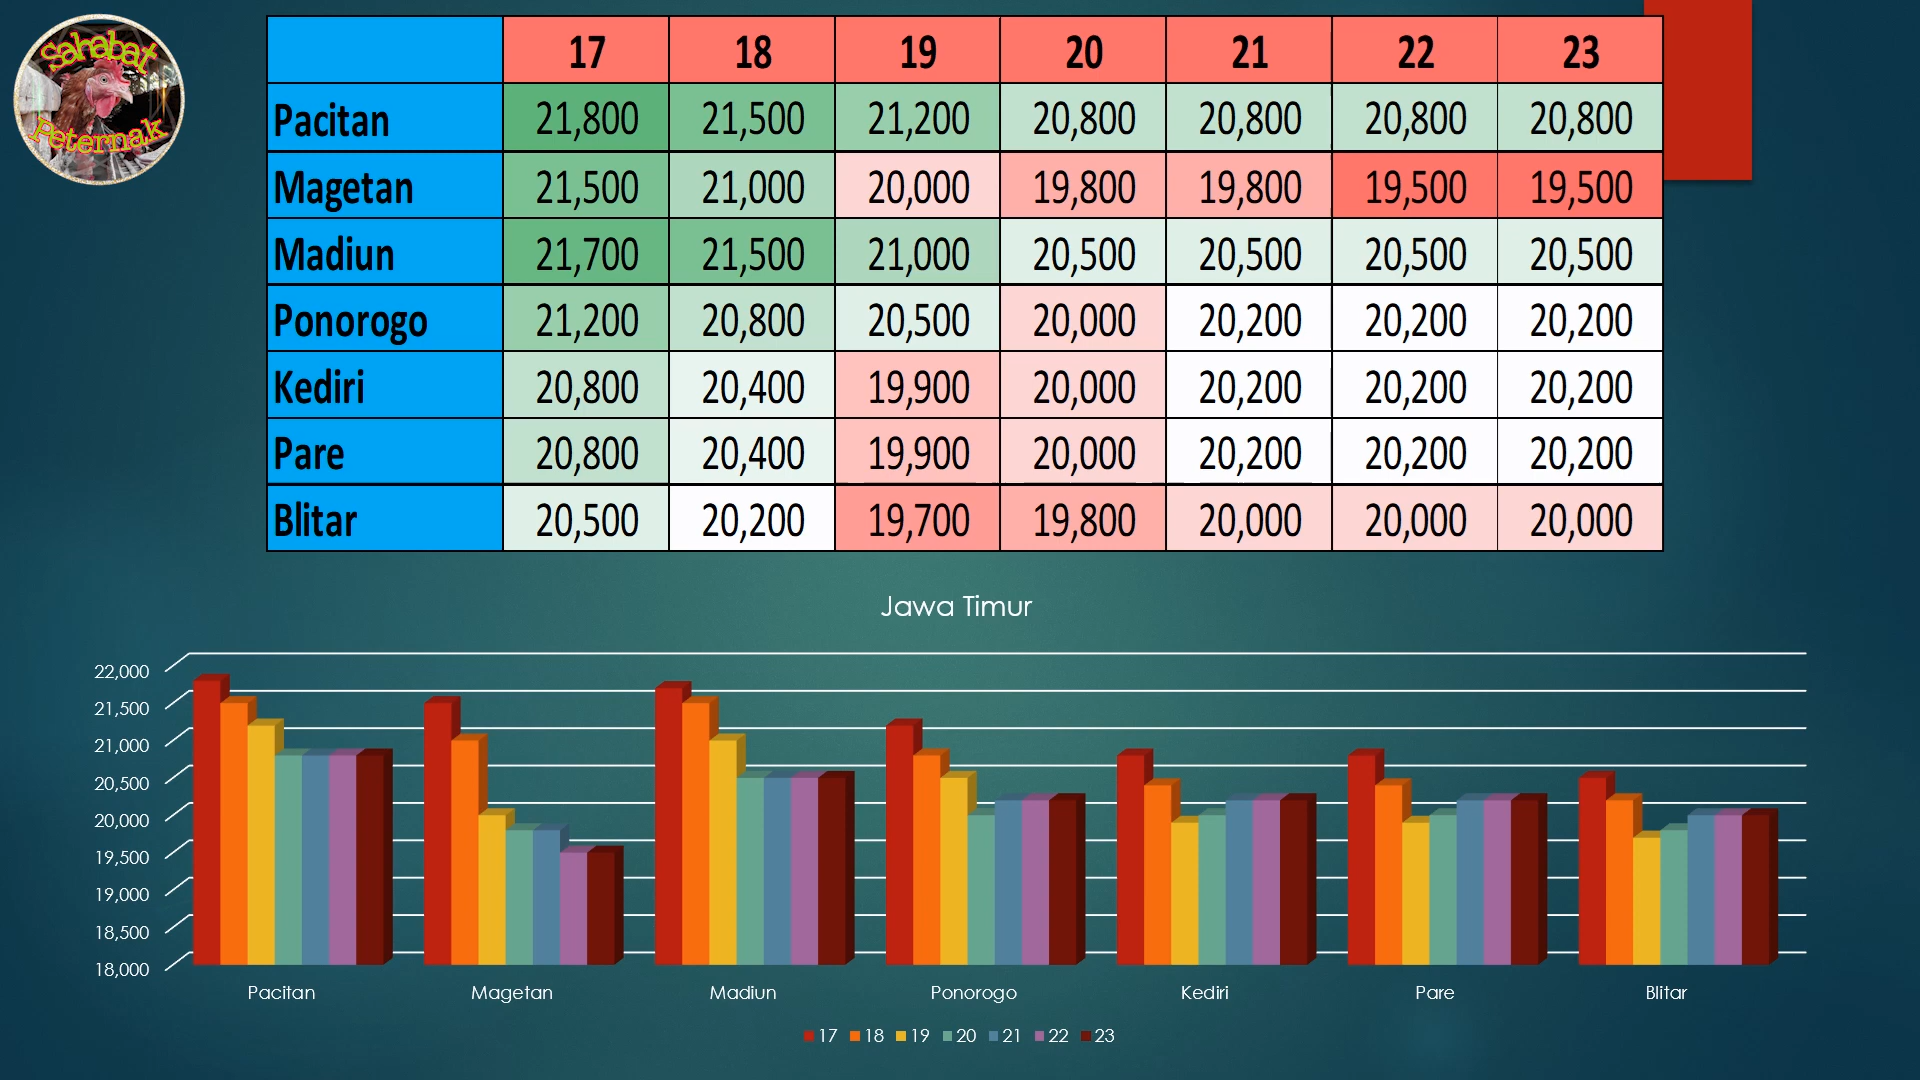 Sahabat
Peternak
17 18 19 20 21 22 23
Pacitan 21,800 21,500 21,200 20,800 20,800 20,800 20,800
Magetan 21,500 21,000 20,000 19,800 19,800 19,500 19,500
Madiun 21,700 21,500 21,000 20,500 20,500 20,500 20,500
Ponorogo 21,200 20,800 20,500 20,000 20,200 20,200 20,200
Kediri 20,800 20,400 19,900 20,000 20,200 20,200 20,200
Pare 20,800 20,400 19,900 20,000 20,200 20,200 20,200
Blitar 20,500 20,200 19,700 19,800 20,000 20,000 20,000
Jawa Timur
22,000
21,500
21,000
20,500
20,000
19,500
19,000
18,500
18,000
Pacitan Magetan Madiun Ponorogo Kediri Pare Blitar
17 18 19 20 21 22 23